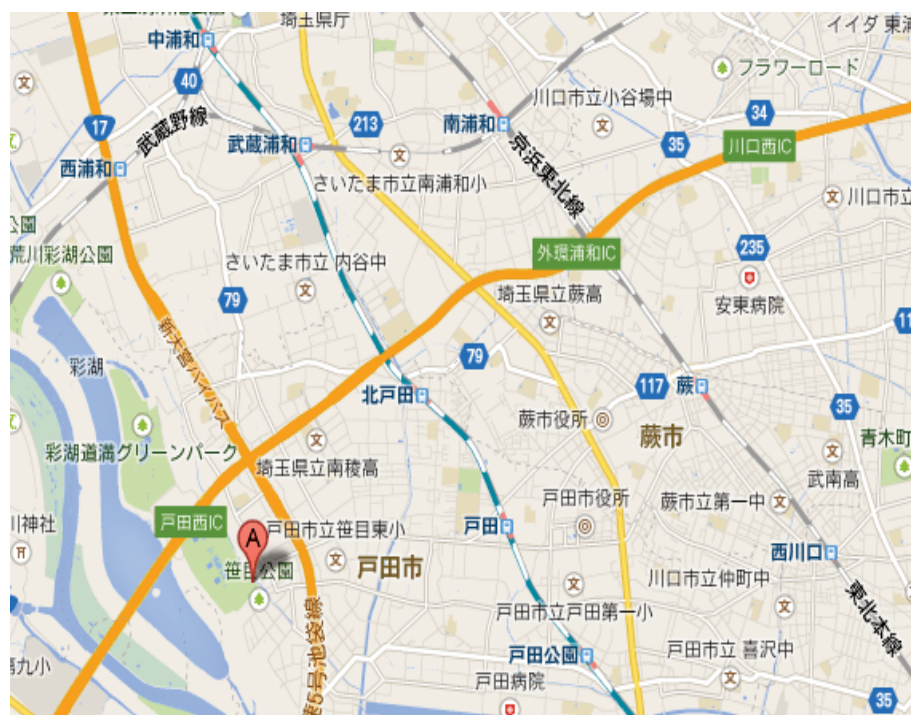 埼玉県庁
イイダ 東浦
中浦和
フラワーロード
40
34
川口市立小谷場中
17
武蔵野線
213
南浦和
35
川口西IC
武蔵浦和
京浜東北線
西浦和
さいたま市立南浦和小
川口市立
公園
235
外環浦和IC
荒川彩湖公園
さいたま市立 内谷中
79
埼玉県立蕨高
安東病院
新大宮バイパス
11
彩湖
79
117
蕨
北戸田
35
蕨市役所
蕨市
青木町
彩湖道満グリーンパーク
埼玉県立南稜高
武南高
戸田市役所
蕨市立第一中
川神社
戸田西IC
戸田市立笹目東小
戸田
A
西川口
笹目公園
戸田市
川口市立仲町中
東北本線
戸田市立戸田第一小
5号池袋線
戸田公園
戸田市立 喜沢中
第九小
戸田病院
35